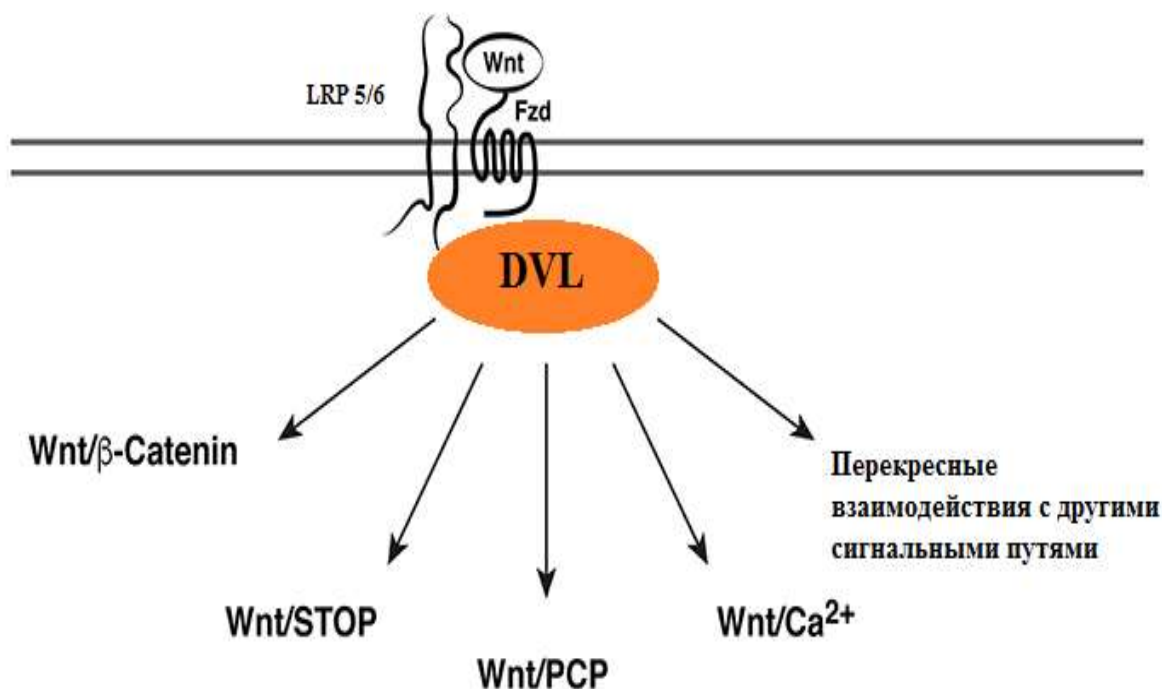 Wnt
LRP 5/6
Fzd
DVL
Wnt/β-Catenin
Перекресные
взаимодействия с другими
сигнальными путями
Wnt/STOP
Wnt/Ca²⁺
Wnt/PCP